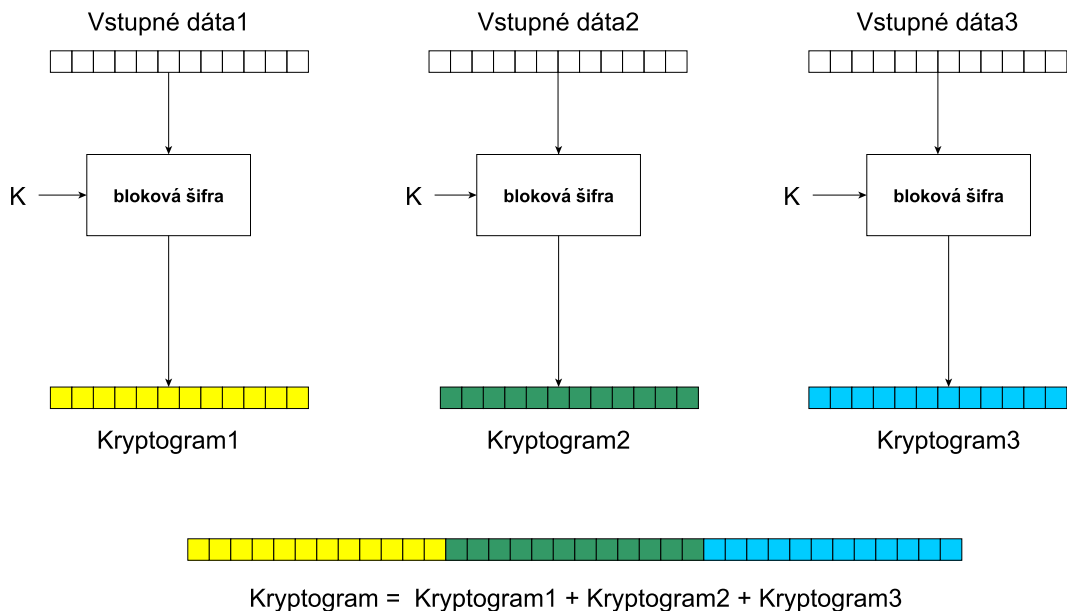 Vstupné dáta1 Vstupné dáta2 Vstupné dáta3
K bloková šifra K bloková šifra K bloková šifra
Kryptogram1 Kryptogram2 Kryptogram3
Kryptogram = Kryptogram1 + Kryptogram2 + Kryptogram3